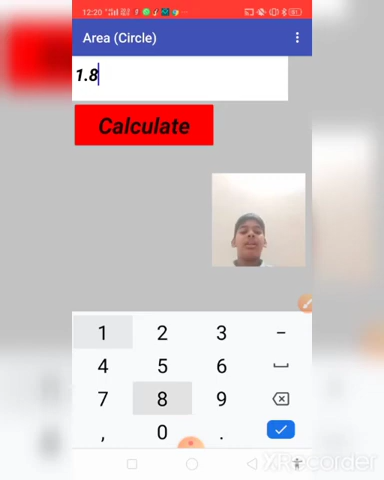 12:20
Area (Circle)
1.8
Calculate
1 2 3 −
4 5 6
7 8 9
, 0 .
XRecorder